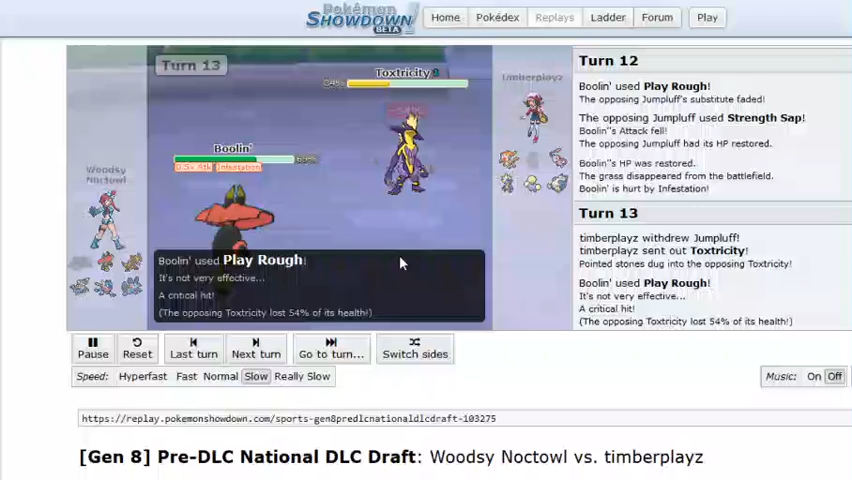 Pokémon
SHOWDOWN
BETA
Home
Pokédex
Replays
Ladder
Forum
Play
Turn 13
Toxtricity
Boolin'
0.5× Atk Infestation
Woodsy
Noctowl
timberplayz
Boolin' used Play Rough!
It's not very effective...
A critical hit!
(The opposing Toxtricity lost 54% of its health!)
Turn 12
Boolin' used Play Rough!
The opposing Jumpluff's substitute faded!
The opposing Jumpluff used Strength Sap!
Boolin''s Attack fell!
The opposing Jumpluff had its HP restored.
Boolin''s HP was restored.
The grass disappeared from the battlefield.
Boolin' is hurt by Infestation!
Turn 13
timberplayz withdrew Jumpluff!
timberplayz sent out Toxtricity!
Pointed stones dug into the opposing Toxtricity!
Boolin' used Play Rough!
It's not very effective...
A critical hit!
(The opposing Toxtricity lost 54% of its health!)
Pause
Reset
Last turn
Next turn
Go to turn...
Switch sides
Speed: Hyperfast Fast Normal Slow Really Slow
Music: On Off
https://replay.pokemonshowdown.com/sports-gen8predlcnationaldlcdraft-103275
[Gen 8] Pre-DLC National DLC Draft: Woodsy Noctowl vs. timberplayz